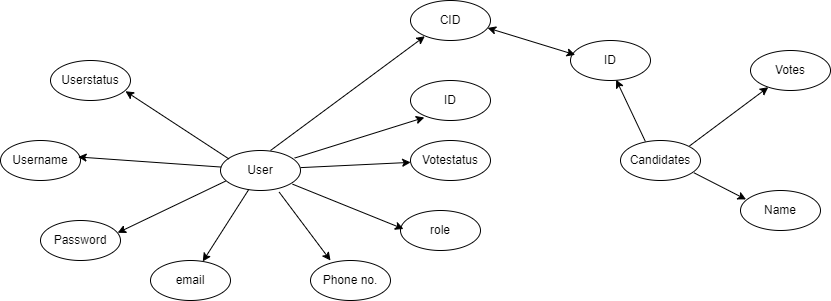 CID
ID
Votes
Userstatus
ID
Username
Votestatus
Candidates
User
Name
role
Password
email
Phone no.